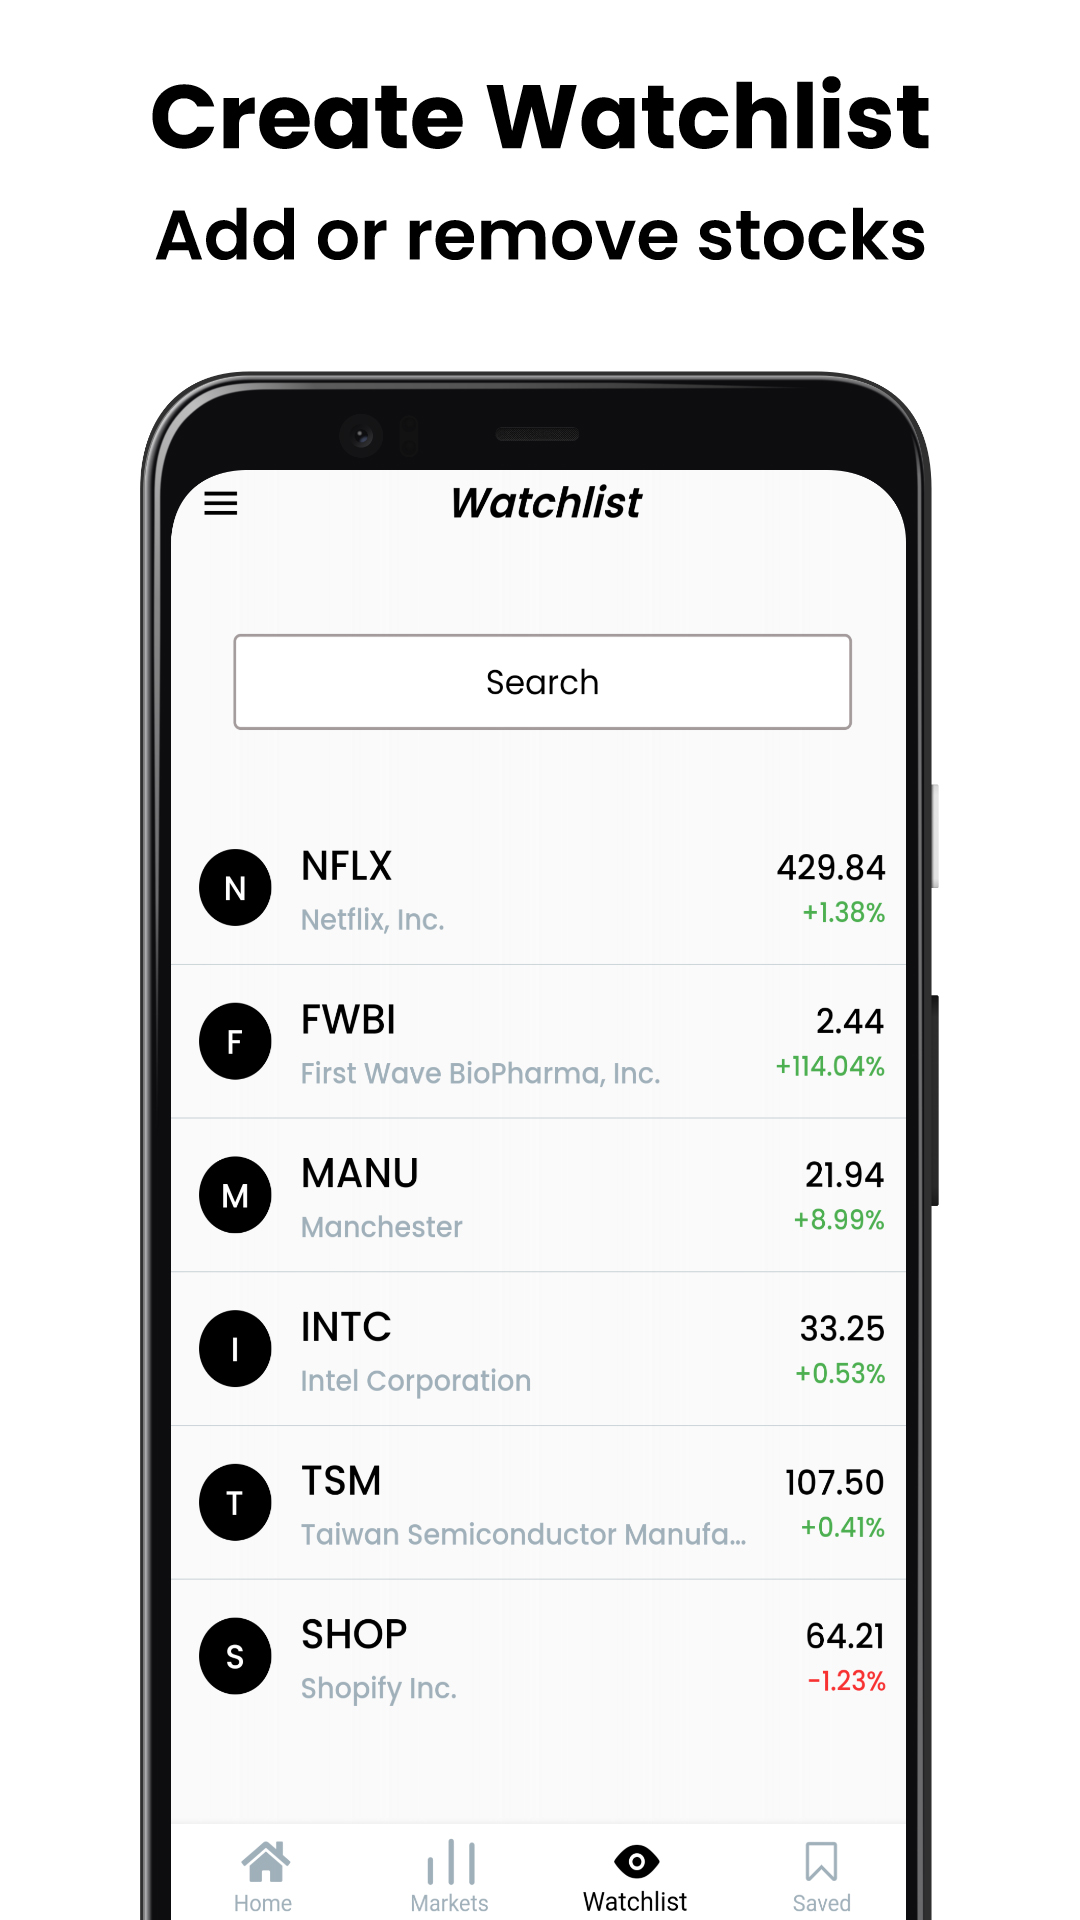 Create Watchlist
Add or remove stocks
Watchlist
Search
N NFLX 429.84
Netflix, Inc. +1.38%
F FWBI 2.44
First Wave BioPharma, Inc. +114.04%
M MANU 21.94
Manchester +8.99%
I INTC 33.25
Intel Corporation +0.53%
T TSM 107.50
Taiwan Semiconductor Manufa... +0.41%
S SHOP 64.21
Shopify Inc. -1.23%
Home Markets Watchlist Saved